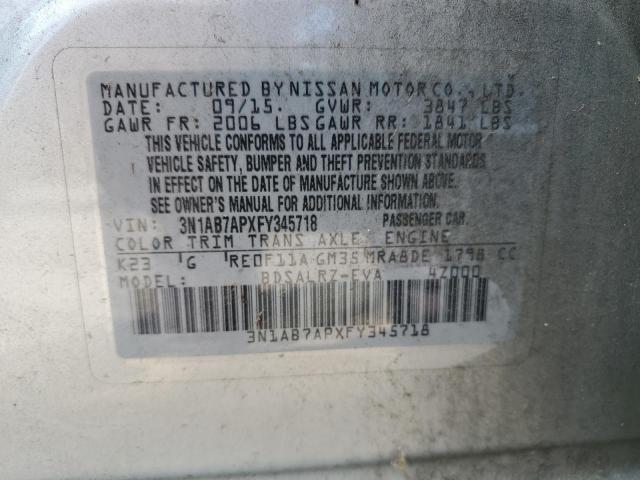 MANUFACTURED BY NISSAN MOTOR CO., LTD.
DATE: 09/15. GVWR: 3847 LBS
GAWR FR: 2006 LBS GAWR RR: 1841 LBS
THIS VEHICLE CONFORMS TO ALL APPLICABLE FEDERAL MOTOR
VEHICLE SAFETY, BUMPER AND THEFT PREVENTION STANDARDS
IN EFFECT ON THE DATE OF MANUFACTURE SHOWN ABOVE.
SEE OWNER'S MANUAL FOR ADDITIONAL INFORMATION.
VIN: 3N1AB7APXFY345718 PASSENGER CAR.
COLOR TRIM TRANS AXLE ENGINE
K23 G RE0F11A GM35 MRA8DE 1798 CC
MODEL: BDSALRZ-EVA 4Z000
3N1AB7APXFY345718